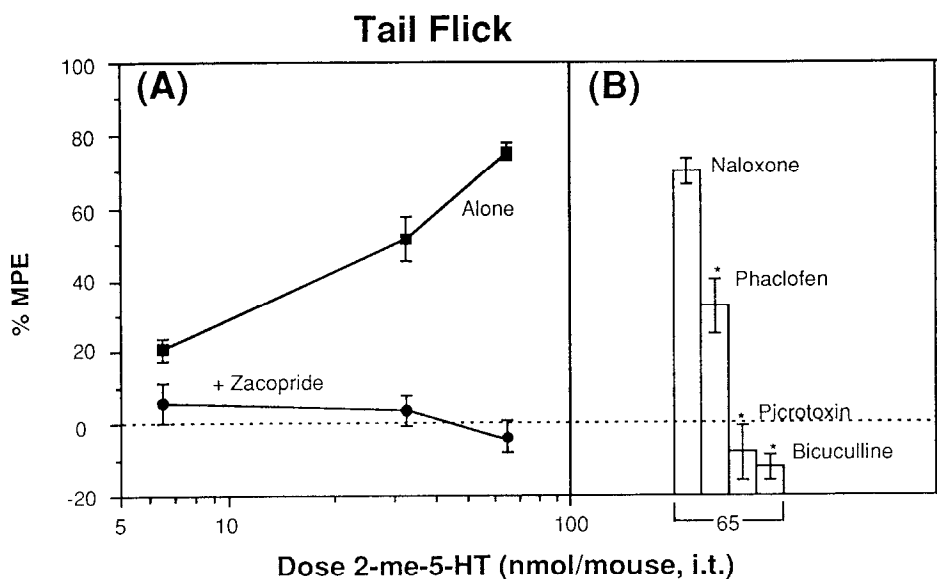 Tail Flick
(A)
(B)
% MPE
100
80
60
40
20
0
-20
Alone
+ Zacopride
Naloxone
*
Phaclofen
*
Picrotoxin
*
Bicuculline
5
10
100
65
Dose 2-me-5-HT (nmol/mouse, i.t.)